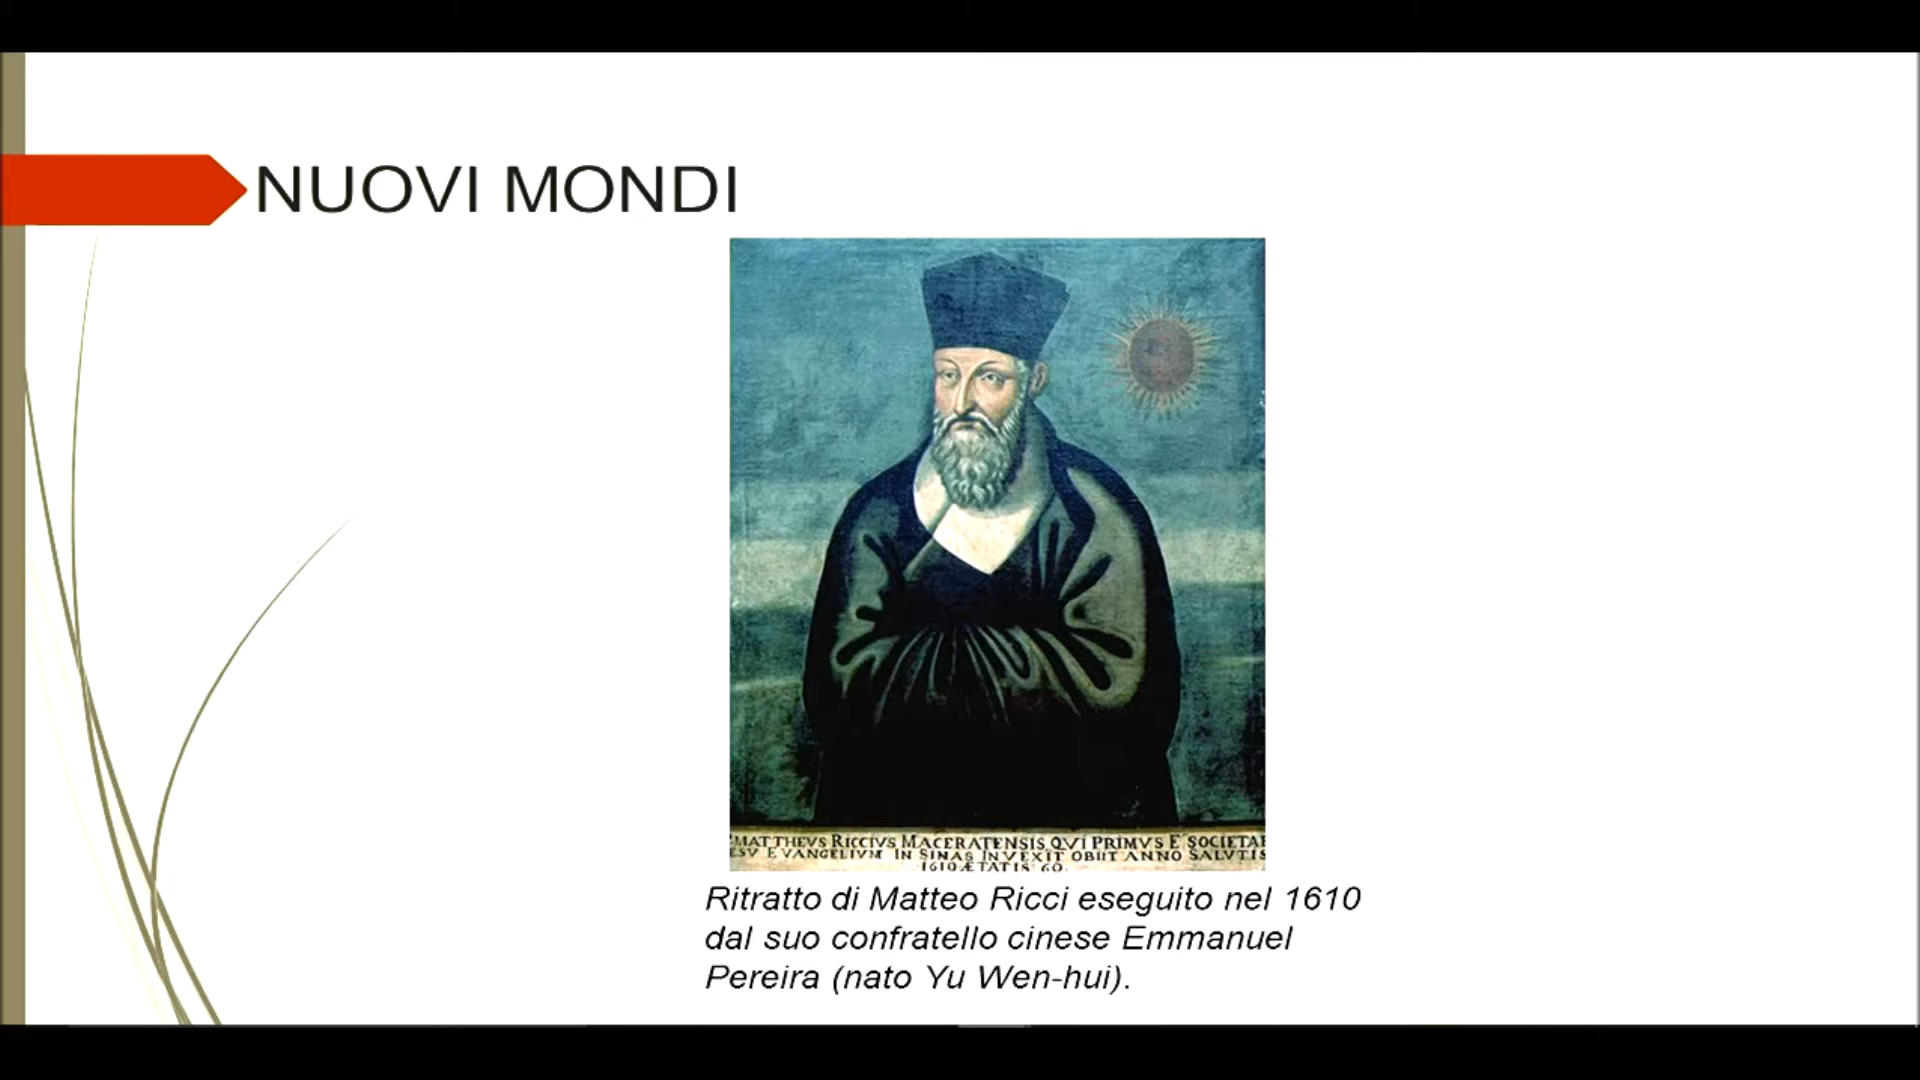 NUOVI MONDI
MATTHEVS RICCIVS MACERATENSIS QVI PRIMVS E SOCIETAE
ESV EVANGELIVM IN SINAS INVEXIT OBIIT ANNO SALVTIS
1610 ÆTATIS 60.
Ritratto di Matteo Ricci eseguito nel 1610
dal suo confratello cinese Emmanuel
Pereira (nato Yu Wen-hui).